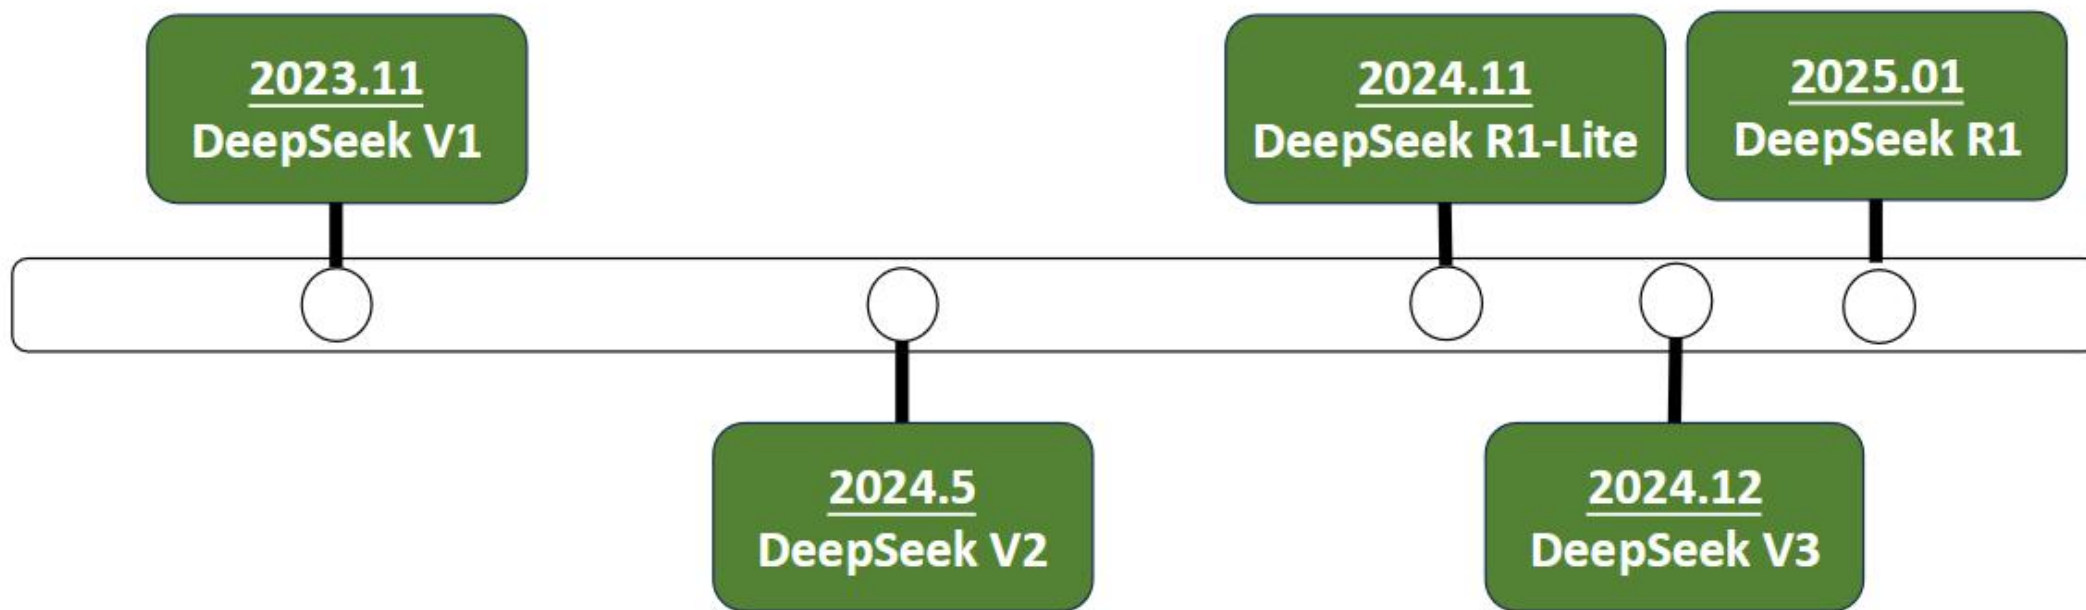 2023.11
DeepSeek V1
2024.11
DeepSeek R1-Lite
2025.01
DeepSeek R1
2024.5
DeepSeek V2
2024.12
DeepSeek V3